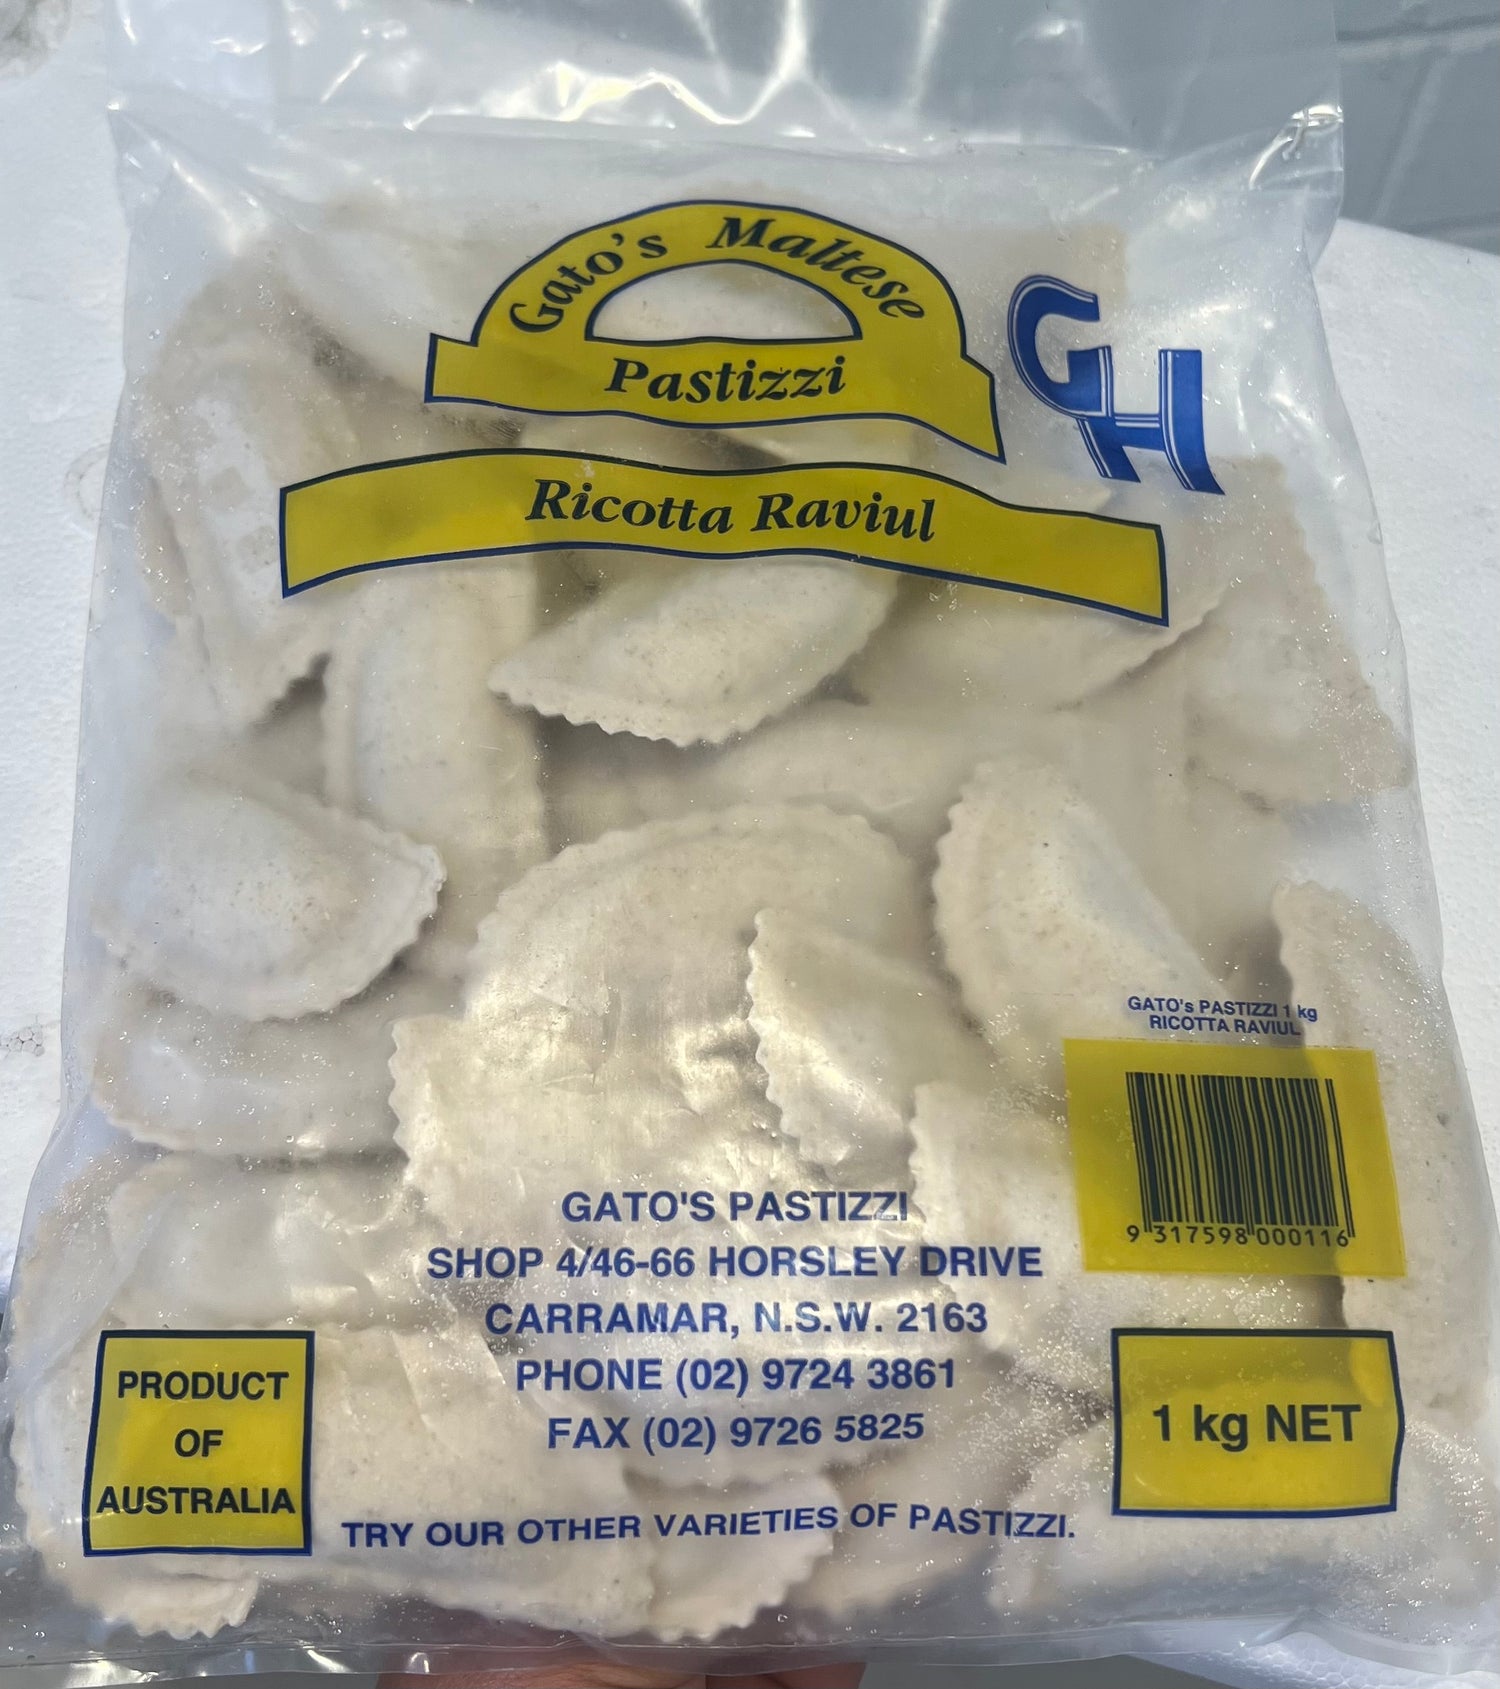 Gato's Maltese
Pastizzi
GH
Ricotta Raviul
GATO's PASTIZZI 1 kg
RICOTTA RAVIUL
9 317598 000116
GATO'S PASTIZZI
SHOP 4/46-66 HORSLEY DRIVE
CARRAMAR, N.S.W. 2163
PHONE (02) 9724 3861
FAX (02) 9726 5825
PRODUCT
OF
AUSTRALIA
1 kg NET
TRY OUR OTHER VARIETIES OF PASTIZZI.